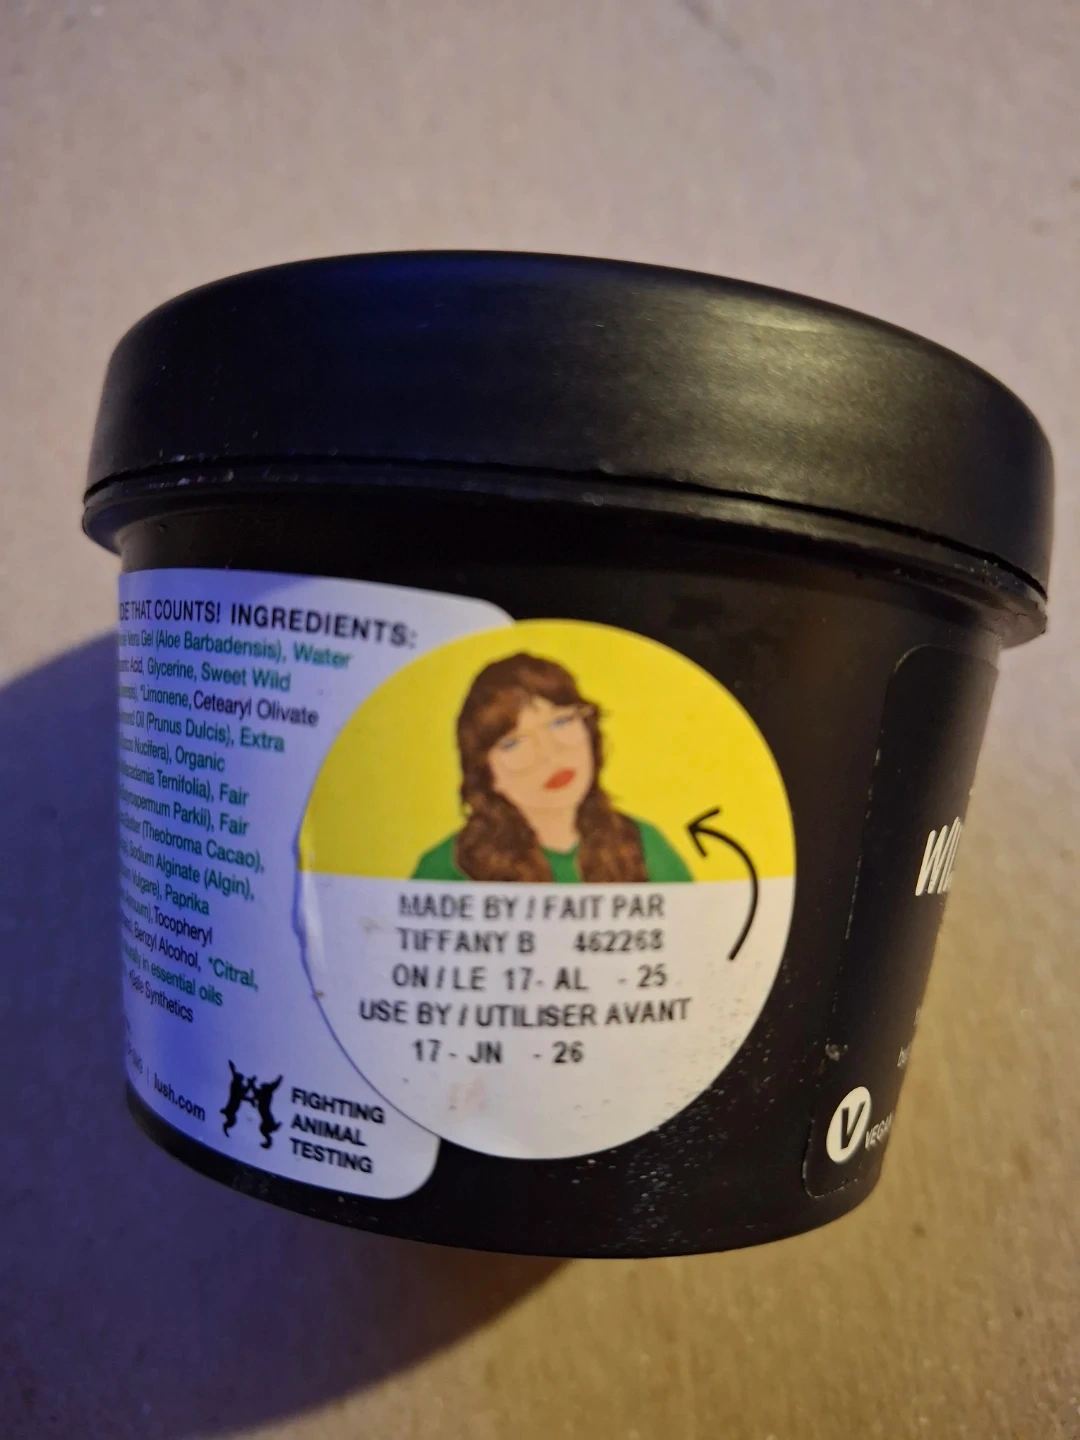 THAT COUNTS! INGREDIENTS:
Vera Gel (Aloe Barbadensis), Water
Acid, Glycerine, Sweet Wild
*Limonene, Cetearyl Olivate
Oil (Prunus Dulcis), Extra
Nucifera), Organic
Ternifolia), Fair
Parkii), Fair
(Theobroma Cacao),
Sodium Alginate (Algin),
Vulgare), Paprika
Tocopheryl
Benzyl Alcohol, *Citral,
in essential oils
Synthetics
| lush.com
FIGHTING
ANIMAL
TESTING
MADE BY / FAIT PAR
TIFFANY B 462268
ON / LE 17- AL - 25
USE BY / UTILISER AVANT
17 - JN - 26
V
VEGAN